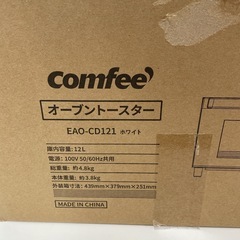 comfee'
オーブントースター
EAO-CD121 ホワイト
庫内容量: 12L
電源: 100V 50/60Hz共用
総重量: 約4.8kg
本体重量: 約3.8kg
外装箱寸法: 439mm×379mm×251mm
MADE IN CHINA